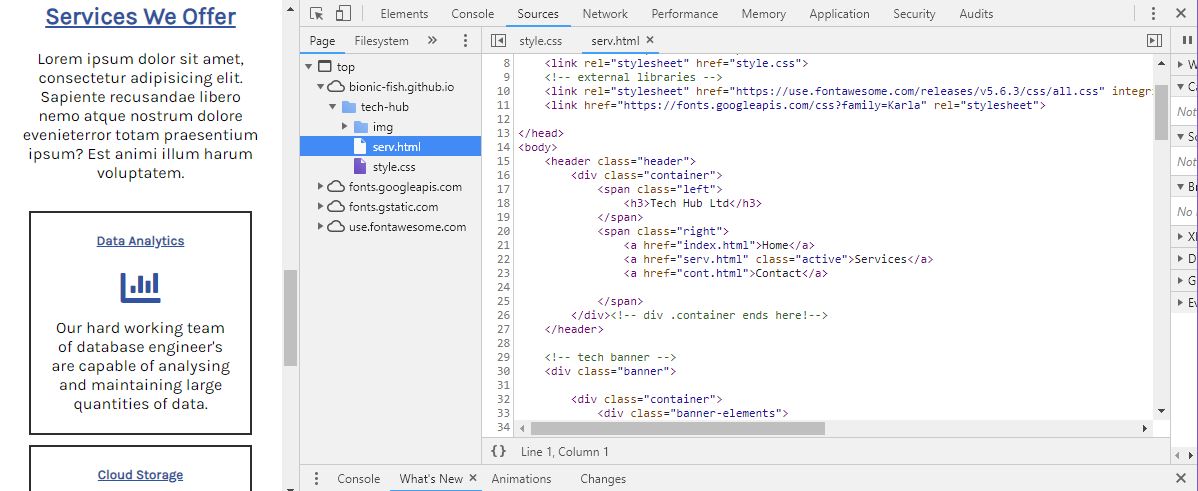 Services We Offer
Lorem ipsum dolor sit amet,
consectetur adipisicing elit.
Sapiente recusandae libero
nemo atque nostrum dolore
evenieterror totam praesentium
ipsum? Est animi illum harum
voluptatem.
Data Analytics
Our hard working team
of database engineer's
are capable of analysing
and maintaining large
quantities of data.
Cloud Storage
Elements Console Sources Network Performance Memory Application Security Audits
Page Filesystem
top
bionic-fish.github.io
tech-hub
img
serv.html
style.css
fonts.googleapis.com
fonts.gstatic.com
use.fontawesome.com
style.css serv.html
8 <link rel="stylesheet" href="style.css">
9 <!-- external libraries -->
10 <link rel="stylesheet" href="https://use.fontawesome.com/releases/v5.6.3/css/all.css" integri
11 <link href="https://fonts.googleapis.com/css?family=Karla" rel="stylesheet">
12
13 </head>
14 <body>
15 <header class="header">
16 <div class="container">
17 <span class="left">
18 <h3>Tech Hub Ltd</h3>
19 </span>
20 <span class="right">
21 <a href="index.html">Home</a>
22 <a href="serv.html" class="active">Services</a>
23 <a href="cont.html">Contact</a>
24
25 </span>
26 </div><!-- div .container ends here!-->
27 </header>
28
29 <!-- tech banner -->
30 <div class="banner">
31
32 <div class="container">
33 <div class="banner-elements">
34
{} Line 1, Column 1
W
Ca
Not
Sc
Not
Br
No
XI
D
G
Ev
Console What's New Animations Changes